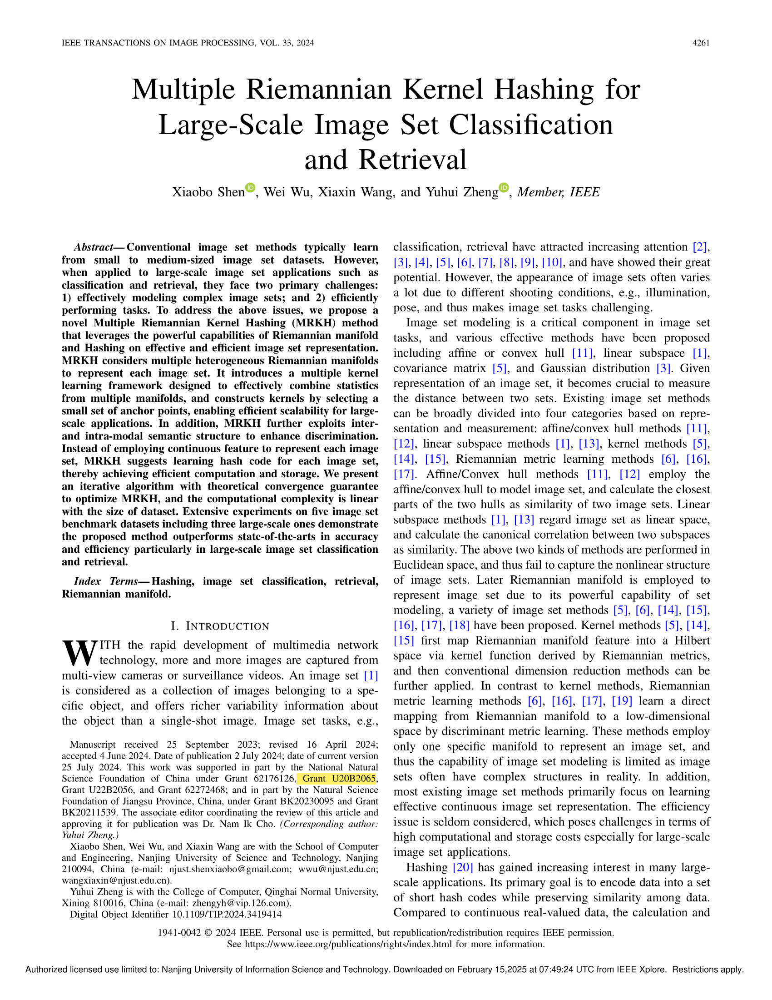 IEEE TRANSACTIONS ON IMAGE PROCESSING, VOL. 33, 2024
4261
Multiple Riemannian Kernel Hashing for
Large-Scale Image Set Classification
and Retrieval
Xiaobo Shen, Wei Wu, Xiaxin Wang, and Yuhui Zheng, Member, IEEE
Abstract— Conventional image set methods typically learn
from small to medium-sized image set datasets. However,
when applied to large-scale image set applications such as
classification and retrieval, they face two primary challenges:
1) effectively modeling complex image sets; and 2) efficiently
performing tasks. To address the above issues, we propose a
novel Multiple Riemannian Kernel Hashing (MRKH) method
that leverages the powerful capabilities of Riemannian manifold
and Hashing on effective and efficient image set representation.
MRKH considers multiple heterogeneous Riemannian manifolds
to represent each image set. It introduces a multiple kernel
learning framework designed to effectively combine statistics
from multiple manifolds, and constructs kernels by selecting a
small set of anchor points, enabling efficient scalability for large-
scale applications. In addition, MRKH further exploits inter-
and intra-modal semantic structure to enhance discrimination.
Instead of employing continuous feature to represent each image
set, MRKH suggests learning hash code for each image set,
thereby achieving efficient computation and storage. We present
an iterative algorithm with theoretical convergence guarantee
to optimize MRKH, and the computational complexity is linear
with the size of dataset. Extensive experiments on five image set
benchmark datasets including three large-scale ones demonstrate
the proposed method outperforms state-of-the-arts in accuracy
and efficiency particularly in large-scale image set classification
and retrieval.
Index Terms— Hashing, image set classification, retrieval,
Riemannian manifold.
I. INTRODUCTION
WITH the rapid development of multimedia network
technology, more and more images are captured from
multi-view cameras or surveillance videos. An image set [1]
is considered as a collection of images belonging to a spe-
cific object, and offers richer variability information about
the object than a single-shot image. Image set tasks, e.g.,
Manuscript received 25 September 2023; revised 16 April 2024;
accepted 4 June 2024. Date of publication 2 July 2024; date of current version
25 July 2024. This work was supported in part by the National Natural
Science Foundation of China under Grant 62176126, Grant U20B2065,
Grant U22B2056, and Grant 62272468; and in part by the Natural Science
Foundation of Jiangsu Province, China, under Grant BK20230095 and Grant
BK20211539. The associate editor coordinating the review of this article and
approving it for publication was Dr. Nam Ik Cho. (Corresponding author:
Yuhui Zheng.)
Xiaobo Shen, Wei Wu, and Xiaxin Wang are with the School of Computer
and Engineering, Nanjing University of Science and Technology, Nanjing
210094, China (e-mail: njust.shenxiaobo@gmail.com; wwu@njust.edu.cn;
wangxiaxin@njust.edu.cn).
Yuhui Zheng is with the College of Computer, Qinghai Normal University,
Xining 810016, China (e-mail: zhengyh@vip.126.com).
Digital Object Identifier 10.1109/TIP.2024.3419414
classification, retrieval have attracted increasing attention [2],
[3], [4], [5], [6], [7], [8], [9], [10], and have showed their great
potential. However, the appearance of image sets often varies
a lot due to different shooting conditions, e.g., illumination,
pose, and thus makes image set tasks challenging.
Image set modeling is a critical component in image set
tasks, and various effective methods have been proposed
including affine or convex hull [11], linear subspace [1],
covariance matrix [5], and Gaussian distribution [3]. Given
representation of an image set, it becomes crucial to measure
the distance between two sets. Existing image set methods
can be broadly divided into four categories based on repre-
sentation and measurement: affine/convex hull methods [11],
[12], linear subspace methods [1], [13], kernel methods [5],
[14], [15], Riemannian metric learning methods [6], [16],
[17]. Affine/Convex hull methods [11], [12] employ the
affine/convex hull to model image set, and calculate the closest
parts of the two hulls as similarity of two image sets. Linear
subspace methods [1], [13] regard image set as linear space,
and calculate the canonical correlation between two subspaces
as similarity. The above two kinds of methods are performed in
Euclidean space, and thus fail to capture the nonlinear structure
of image sets. Later Riemannian manifold is employed to
represent image set due to its powerful capability of set
modeling, a variety of image set methods [5], [6], [14], [15],
[16], [17], [18] have been proposed. Kernel methods [5], [14],
[15] first map Riemannian manifold feature into a Hilbert
space via kernel function derived by Riemannian metrics,
and then conventional dimension reduction methods can be
further applied. In contrast to kernel methods, Riemannian
metric learning methods [6], [16], [17], [19] learn a direct
mapping from Riemannian manifold to a low-dimensional
space by discriminant metric learning. These methods employ
only one specific manifold to represent an image set, and
thus the capability of image set modeling is limited as image
sets often have complex structures in reality. In addition,
most existing image set methods primarily focus on learning
effective continuous image set representation. The efficiency
issue is seldom considered, which poses challenges in terms of
high computational and storage costs especially for large-scale
image set applications.
Hashing [20] has gained increasing interest in many large-
scale applications. Its primary goal is to encode data into a set
of short hash codes while preserving similarity among data.
Compared to continuous real-valued data, the calculation and
1941-0042 © 2024 IEEE. Personal use is permitted, but republication/redistribution requires IEEE permission.
See https://www.ieee.org/publications/rights/index.html for more information.
Authorized licensed use limited to: Nanjing University of Information Science and Technology. Downloaded on February 15,2025 at 07:49:24 UTC from IEEE Xplore. Restrictions apply.